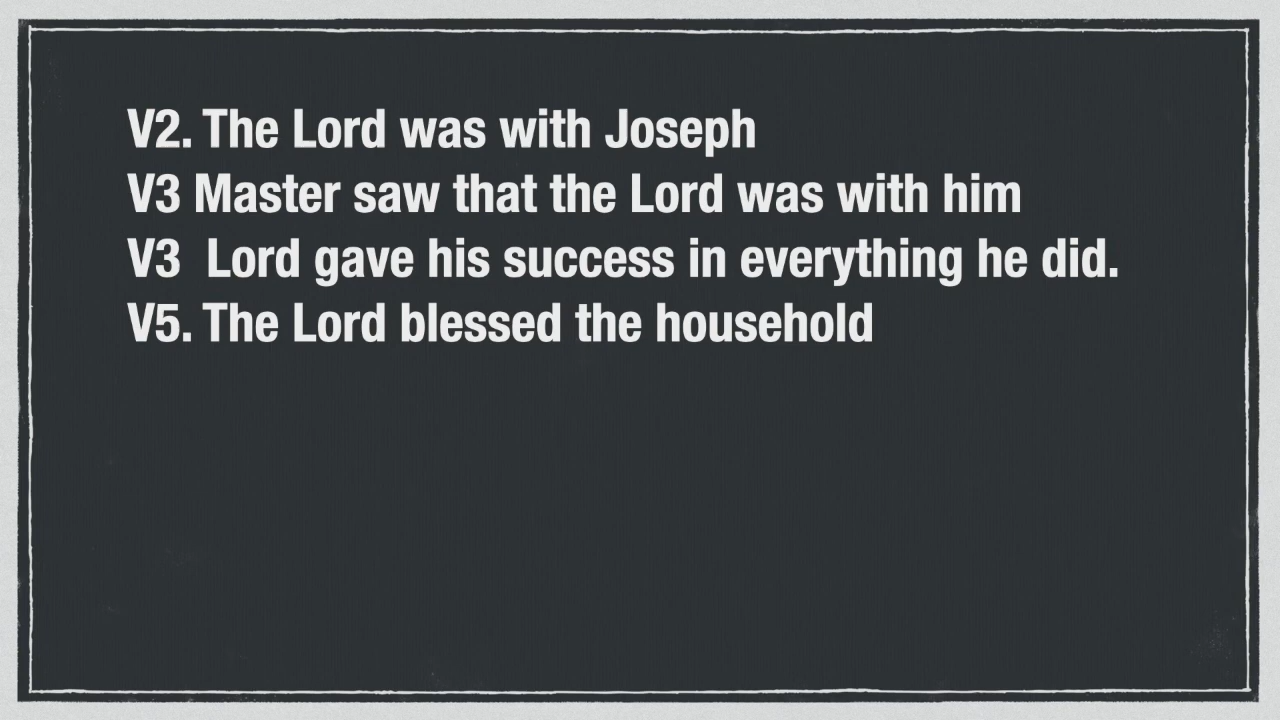 V2. The Lord was with Joseph
V3 Master saw that the Lord was with him
V3  Lord gave his success in everything he did.
V5. The Lord blessed the household